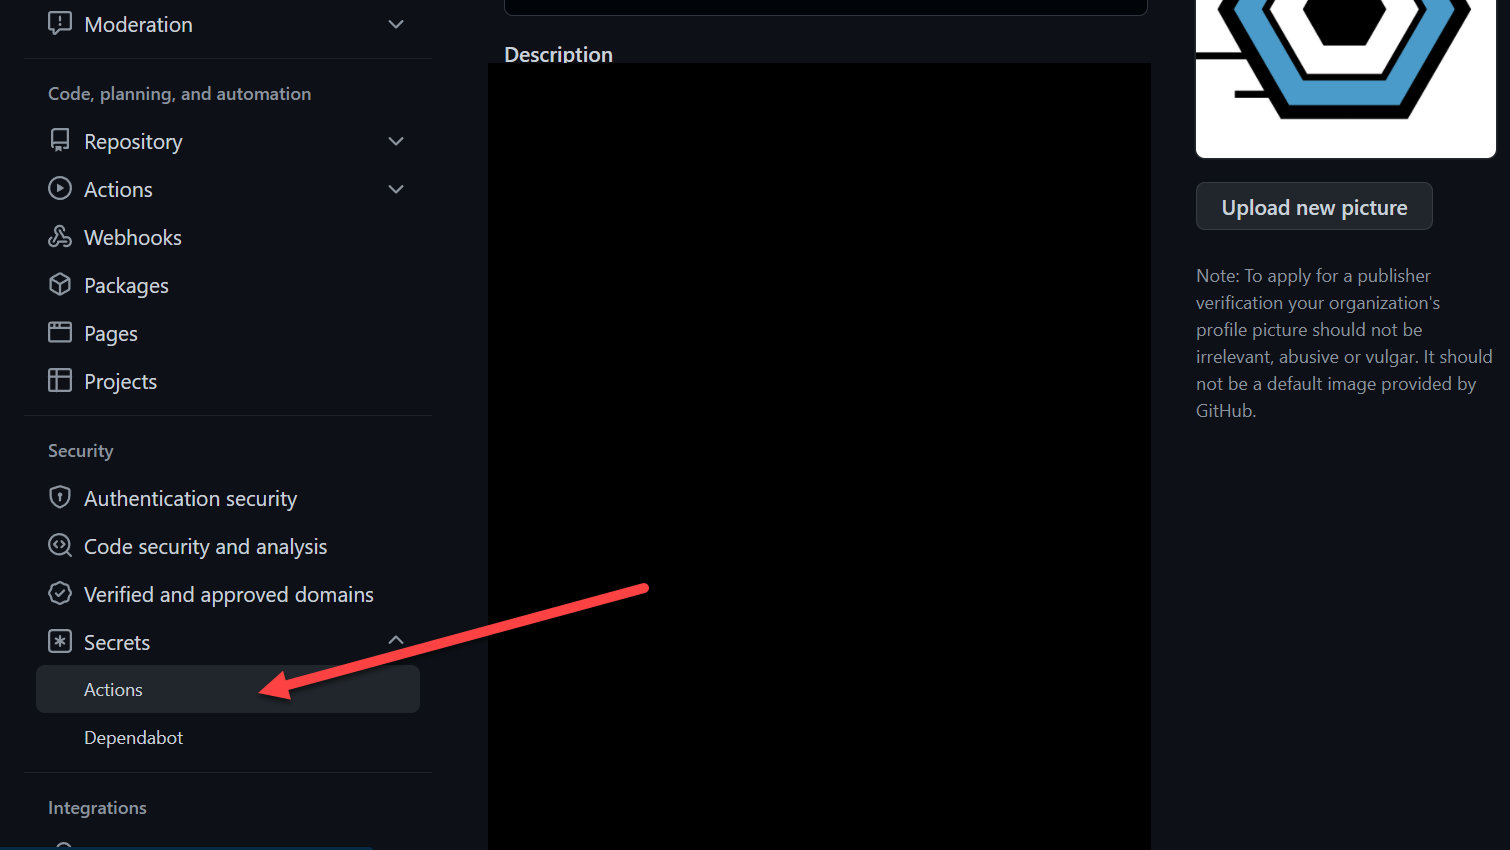 Moderation
Code, planning, and automation
Repository
Actions
Webhooks
Packages
Pages
Projects
Security
Authentication security
Code security and analysis
Verified and approved domains
Secrets
Actions
Dependabot
Integrations
Description
Upload new picture
Note: To apply for a publisher
verification your organization's
profile picture should not be
irrelevant, abusive or vulgar. It should
not be a default image provided by
GitHub.